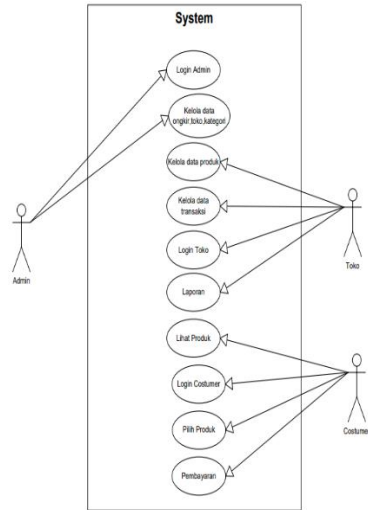 System
Login Admin
Kelola data
ongkir,toko,kategori
Kelola data produk
Kelola data
transaksi
Login Toko
Laporan
Lihat Produk
Login Costumer
Pilih Produk
Pembayaran
Admin
Toko
Costumer